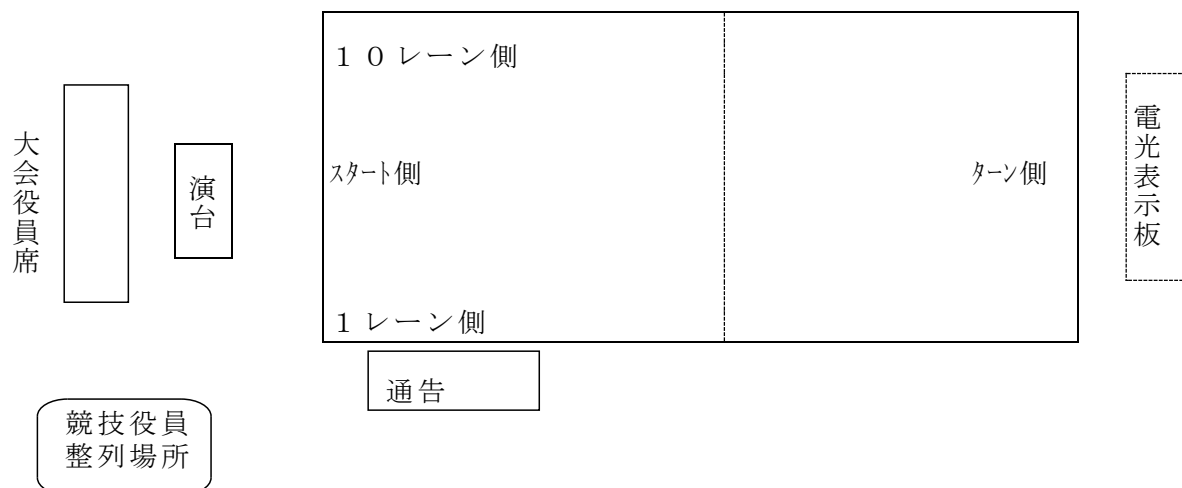 １０レーン側
大会役員席
演台
ｽﾀｰﾄ側
ﾀｰﾝ側
電光表示板
１レーン側
通告
競技役員
整列場所